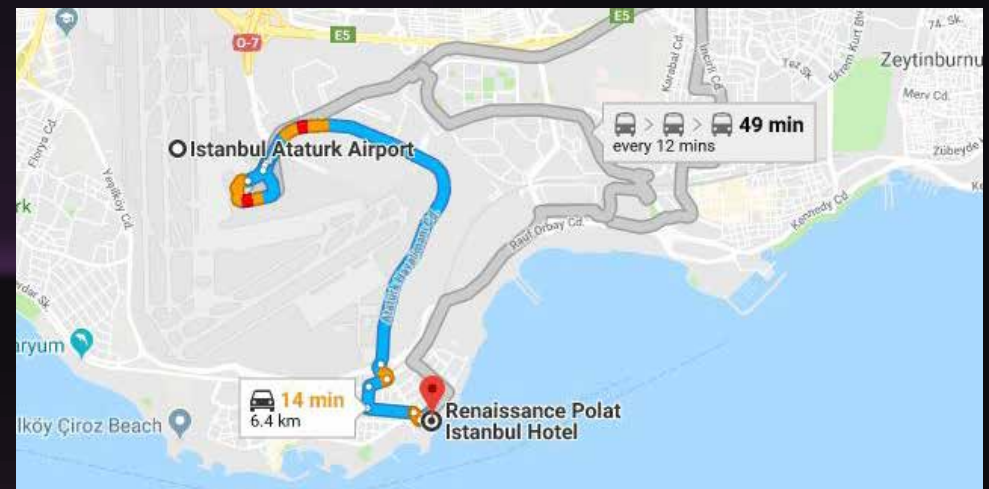 E5
74. Sk.
O-7
E5
Karabal Cd.
İncirli Cd.
Tez Sk
Ekrem Kurt Blv
Zeytinburnu
Merv Cd.
Florya Cd.
> > 49 min
every 12 mins
Istanbul Ataturk Airport
Zübeyde
Yeşilköy Cd.
rk
Kennedy Cd
Rauf Orbay Cd.
Atatürk Havalimanı Cd.
erdar Sk.
aryum
14 min
6.4 km
Renaissance Polat
Istanbul Hotel
lköy Çiroz Beach